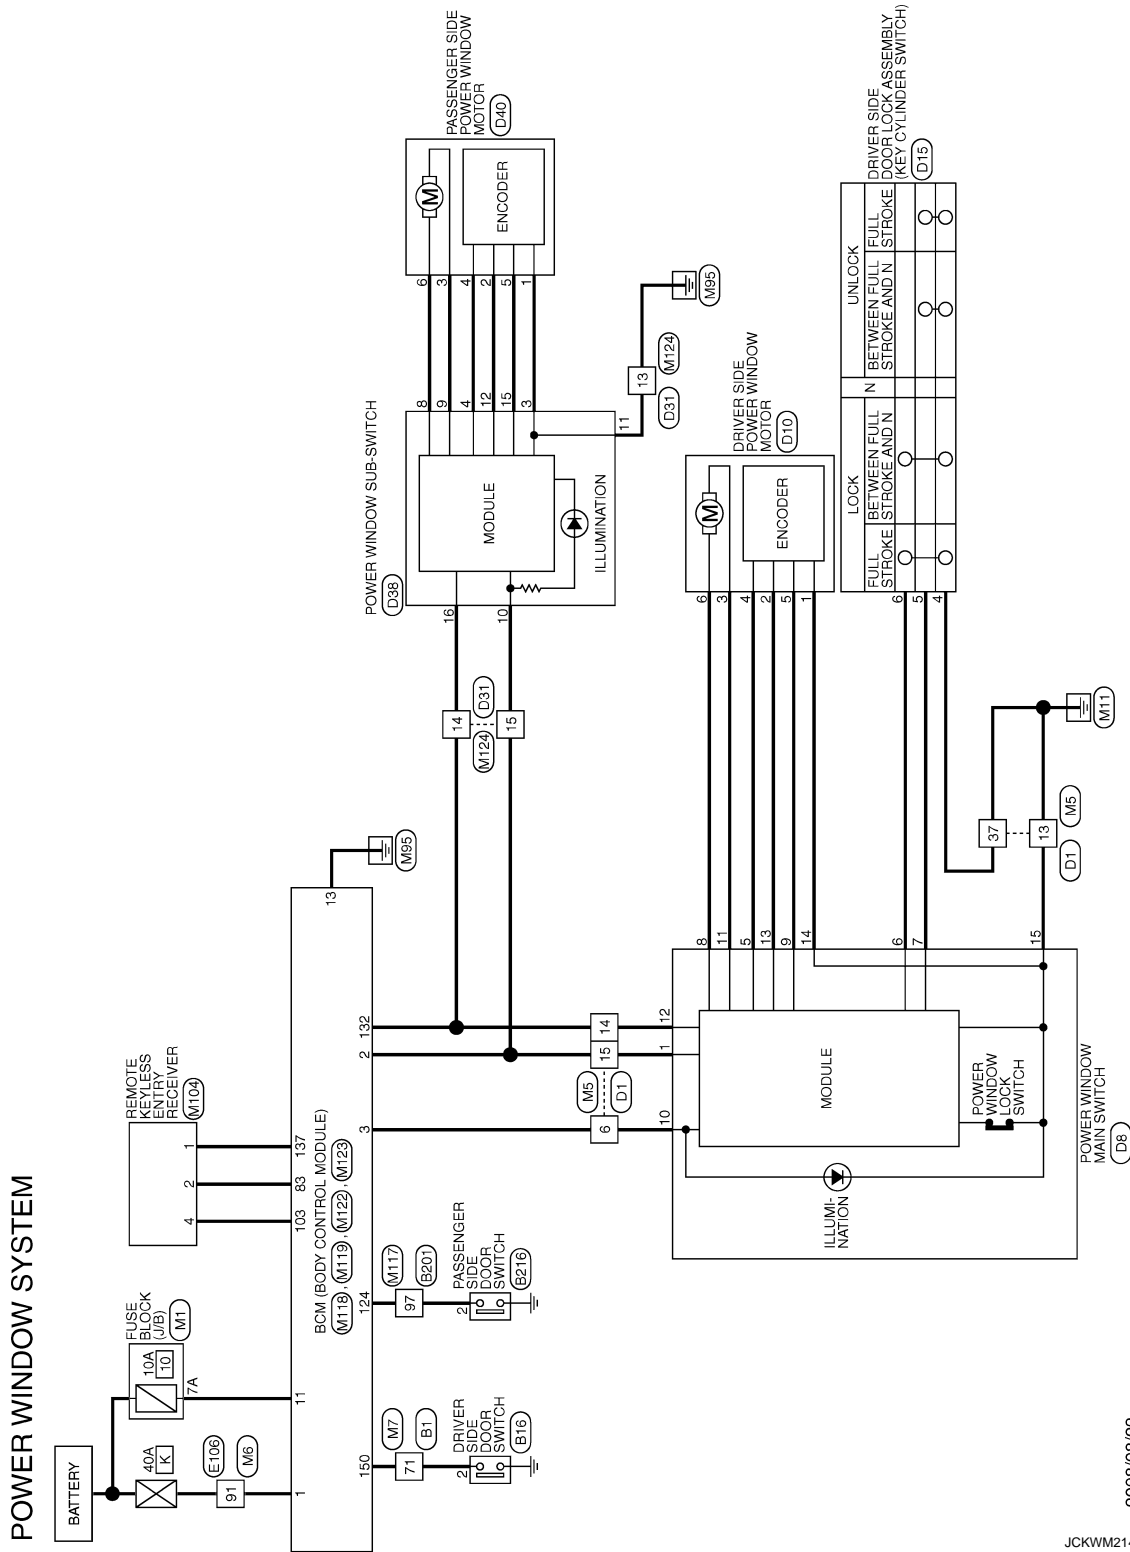 POWER WINDOW SYSTEM
BATTERY
40A
K
E106
91
M6
FUSE
BLOCK
(J/B)
M1
10A
10
7A
REMOTE
KEYLESS
ENTRY
RECEIVER
M104
4
2
1
1
11
103
83
137
BCM (BODY CONTROL MODULE)
M118 , M119 , M122 , M123
13
M95
150
124
3
2
132
M7
71
B1
2
DRIVER
SIDE
DOOR
SWITCH
B16
M117
97
B201
2
PASSENGER
SIDE
DOOR
SWITCH
B216
M5
D1
6
15
14
10
1
12
MODULE
ILLUMI-
NATION
POWER
WINDOW
LOCK
SWITCH
POWER WINDOW
MAIN SWITCH
D8
8
11
5
13
9
14
6
7
15
14
15
M124
D31
16
10
POWER WINDOW SUB-SWITCH
D38
MODULE
ILLUMINATION
8
9
4
12
15
3
11
6
3
4
2
5
1
ENCODER
M
PASSENGER SIDE
POWER WINDOW
MOTOR
D40
D31
13
M124
M95
6
3
4
2
5
1
ENCODER
M
DRIVER SIDE
POWER WINDOW
MOTOR
D10
6
5
4
LOCK
N
UNLOCK
FULL
STROKE
BETWEEN FULL
STROKE AND N
BETWEEN FULL
STROKE AND N
FULL
STROKE
DRIVER SIDE
DOOR LOCK ASSEMBLY
(KEY CYLINDER SWITCH)
D15
37
13
D1
M5
M11